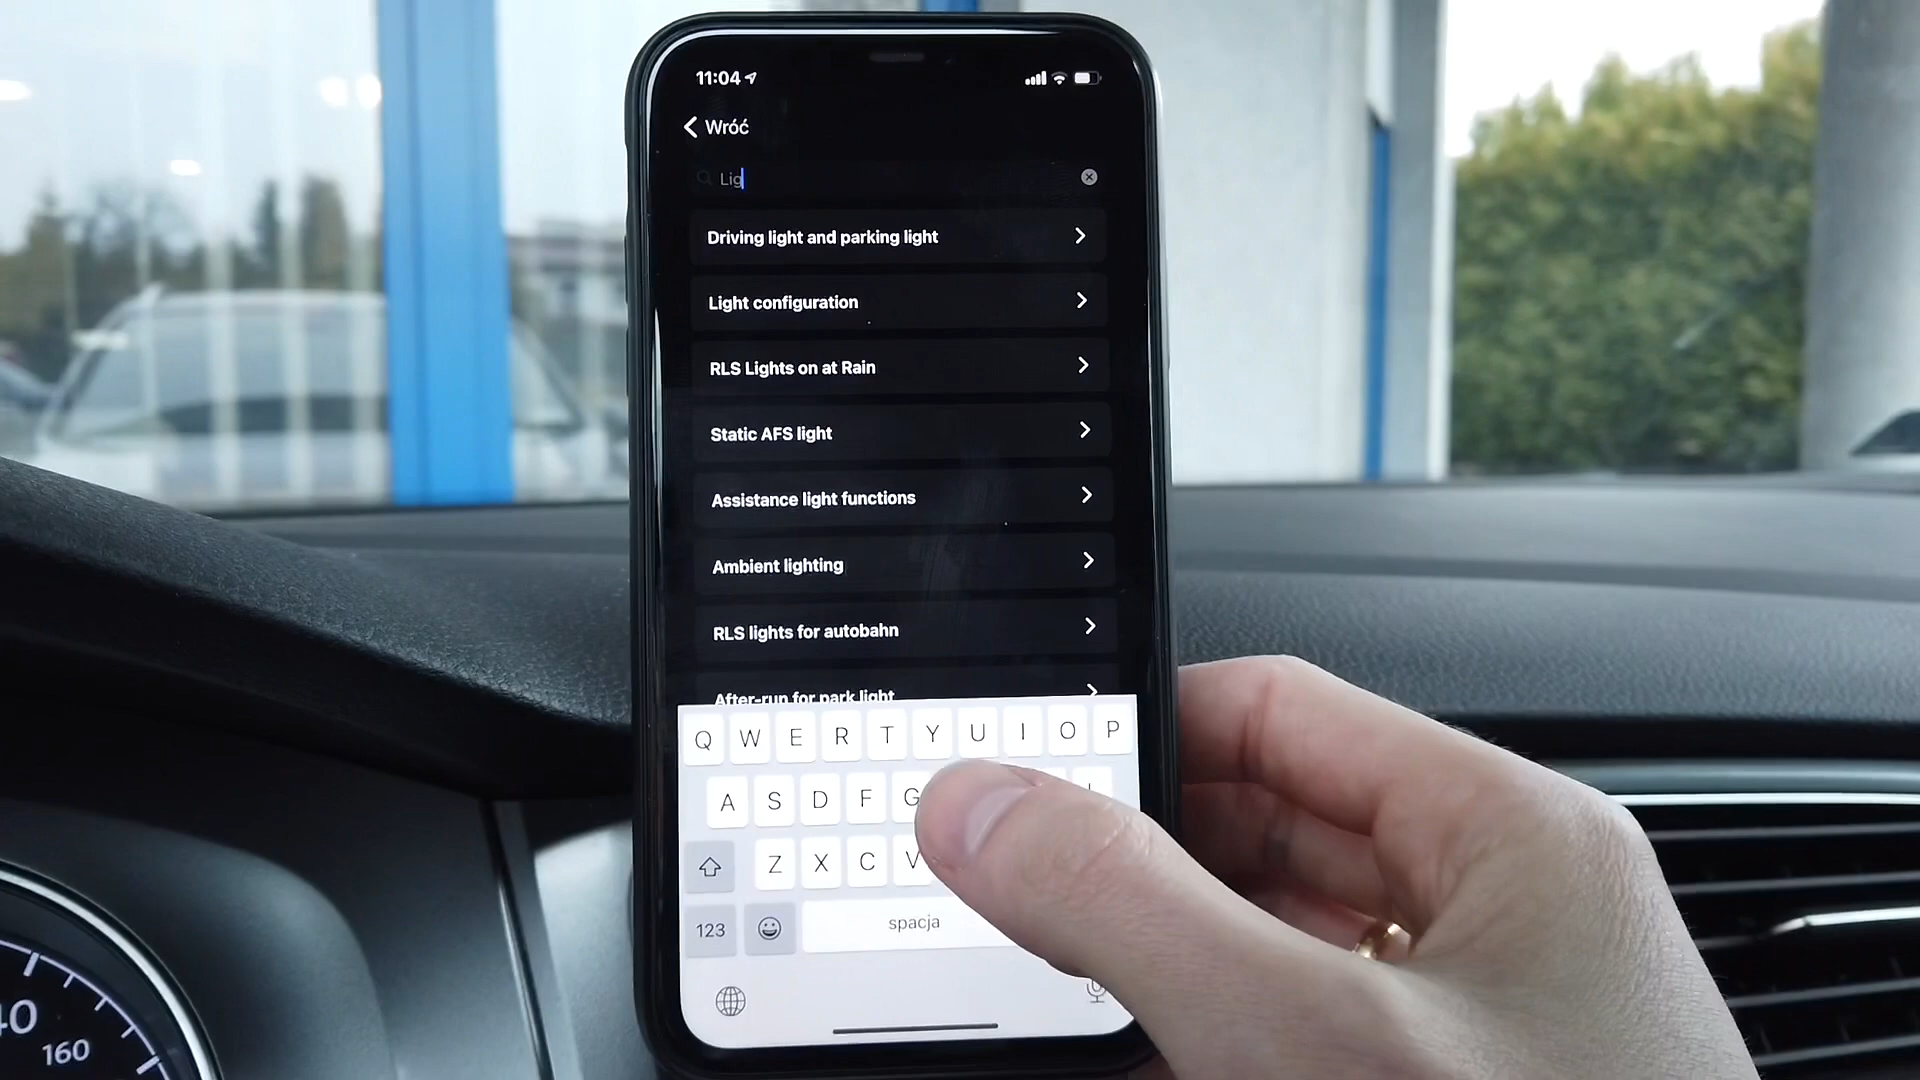 11:04
Wróć
Lig
Driving light and parking light
Light configuration
RLS Lights on at Rain
Static AFS light
Assistance light functions
Ambient lighting
RLS lights for autobahn
After-run for park light
Q W E R T Y U I O P
A S D F G
Z X C V
123 spacja
40
160